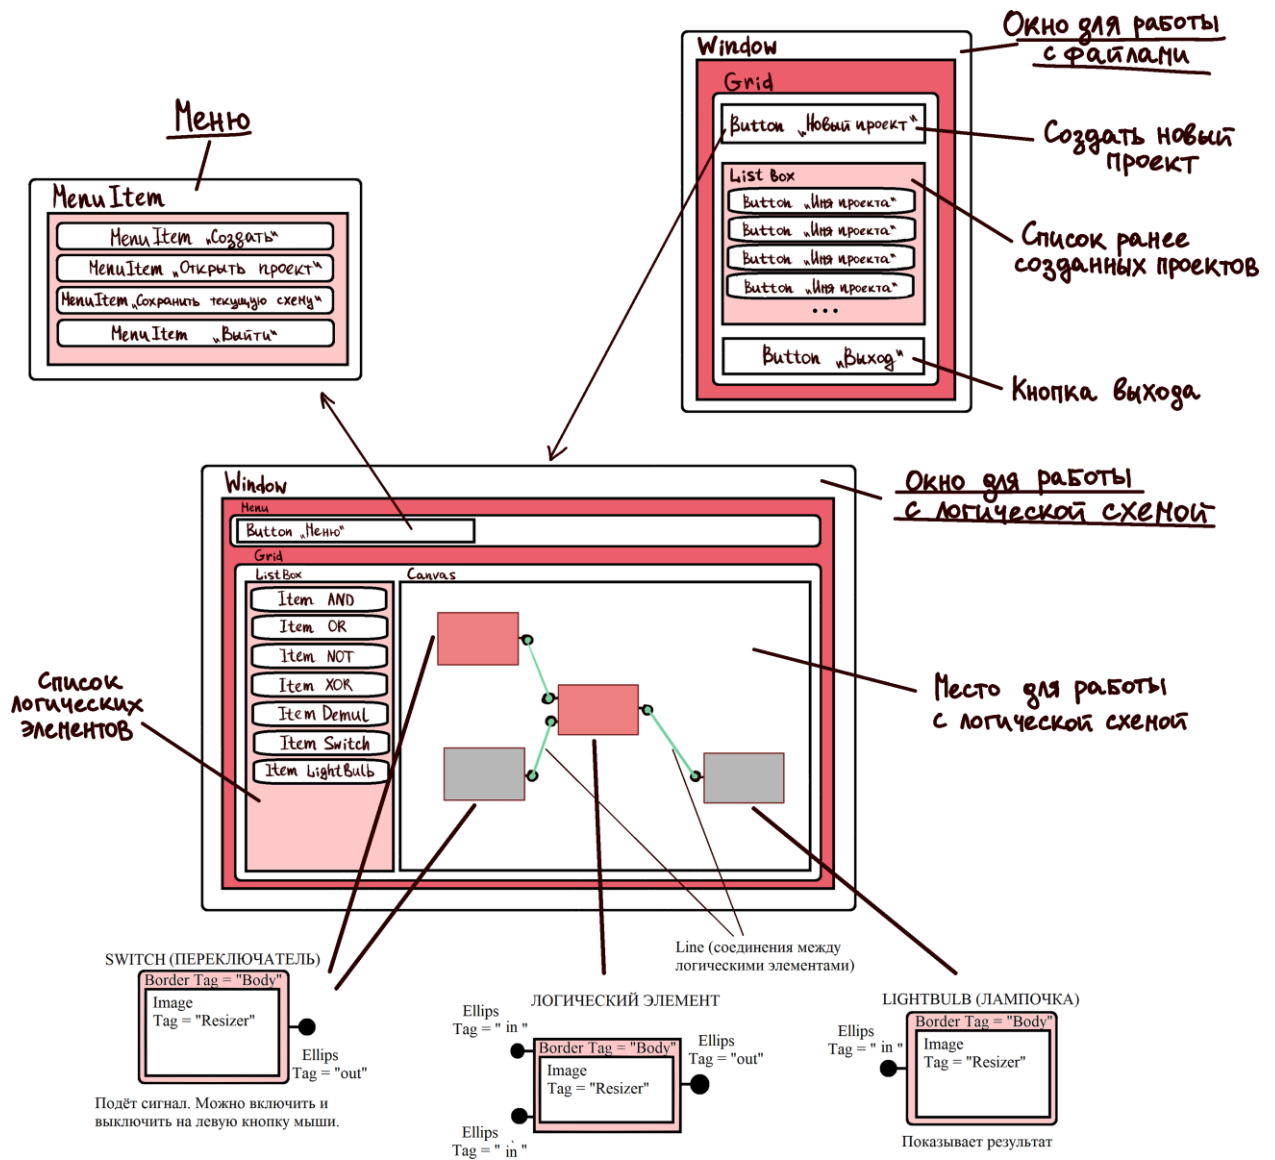 Окно для работы
с файлами
Window
Grid
Button „Новый проект“
Создать новый
проект
List Box
Button „Имя проекта“
Button „Имя проекта“
Button „Имя проекта“
Button „Имя проекта“
...
Список ранее
созданных проектов
Button „Выход“
Кнопка выхода
Меню
Menu Item
Menu Item „Создать“
Menu Item „Открыть проект“
Menu Item „Сохранить текущую схему“
Menu Item „Выйти“
Окно для работы
с логической схемой
Window
Menu
Button „Меню“
Grid
List Box
Canvas
Item AND
Item OR
Item NOT
Item XOR
Item Demul
Item Switch
Item LightBulb
Список
логических
элементов
Место для работы
с логической схемой
Line (соединения между
логическими элементами)
SWITCH (ПЕРЕКЛЮЧАТЕЛЬ)
Border Tag = "Body"
Image
Tag = "Resizer"
Ellips
Tag = "out"
Подёт сигнал. Можно включить и
выключить на левую кнопку мыши.
ЛОГИЧЕСКИЙ ЭЛЕМЕНТ
Ellips
Tag = " in "
Border Tag = "Body"
Image
Tag = "Resizer"
Ellips
Tag = "out"
Ellips
Tag = " in "
LIGHTBULB (ЛАМПОЧКА)
Ellips
Tag = " in "
Border Tag = "Body"
Image
Tag = "Resizer"
Показывает результат